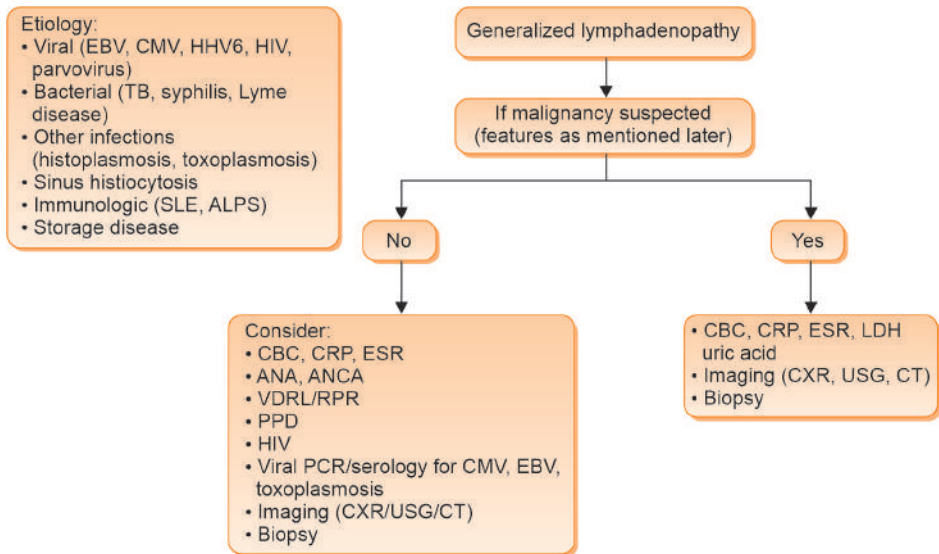 Etiology:
• Viral (EBV, CMV, HHV6, HIV,
parvovirus)
• Bacterial (TB, syphilis, Lyme
disease)
• Other infections
(histoplasmosis, toxoplasmosis)
• Sinus histiocytosis
• Immunologic (SLE, ALPS)
• Storage disease
Generalized lymphadenopathy
If malignancy suspected
(features as mentioned later)
No
Yes
Consider:
• CBC, CRP, ESR
• ANA, ANCA
• VDRL/RPR
• PPD
• HIV
• Viral PCR/serology for CMV, EBV,
toxoplasmosis
• Imaging (CXR/USG/CT)
• Biopsy
• CBC, CRP, ESR, LDH
uric acid
• Imaging (CXR, USG, CT)
• Biopsy